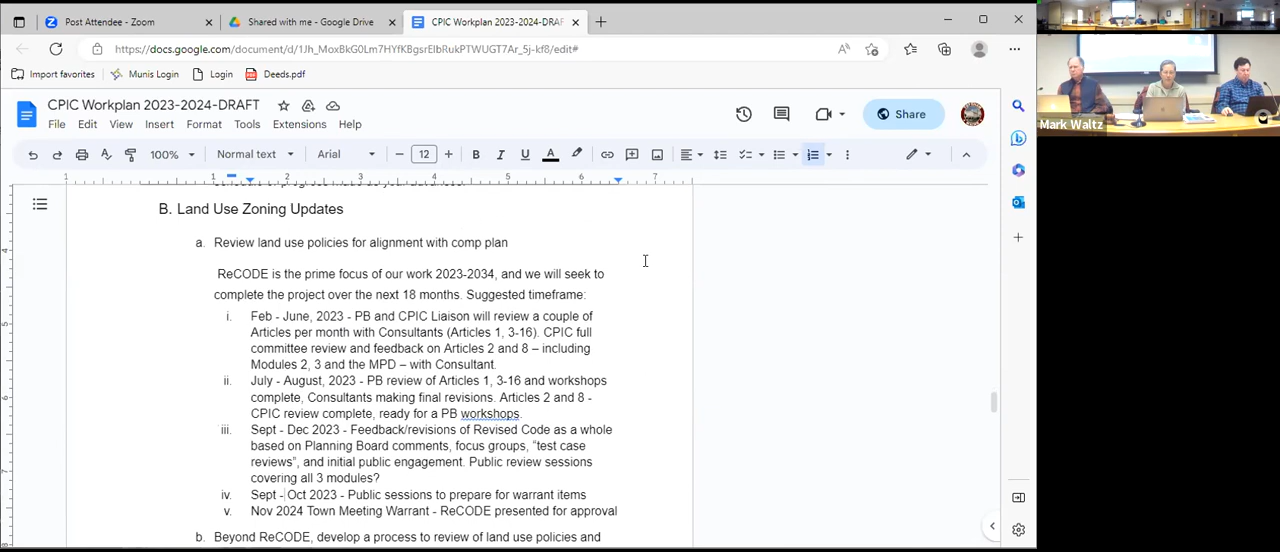 Post Attendee - Zoom
Shared with me - Google Drive
CPIC Workplan 2023-2024-DRAF
https://docs.google.com/document/d/1Jh_MoxBkG0Lm7HYfKBgsrElbRukPTWUGT7Ar_5j-kf8/edit#
Import favorites
Munis Login
Login
Deeds.pdf
CPIC Workplan 2023-2024-DRAFT
File Edit View Insert Format Tools Extensions Help
Share
100% Normal text Arial 12
B. Land Use Zoning Updates
a. Review land use policies for alignment with comp plan
ReCODE is the prime focus of our work 2023-2034, and we will seek to
complete the project over the next 18 months. Suggested timeframe:
i. Feb - June, 2023 - PB and CPIC Liaison will review a couple of
Articles per month with Consultants (Articles 1, 3-16). CPIC full
committee review and feedback on Articles 2 and 8 – including
Modules 2, 3 and the MPD – with Consultant.
ii. July - August, 2023 - PB review of Articles 1, 3-16 and workshops
complete, Consultants making final revisions. Articles 2 and 8 -
CPIC review complete, ready for a PB workshops.
iii. Sept - Dec 2023 - Feedback/revisions of Revised Code as a whole
based on Planning Board comments, focus groups, “test case
reviews”, and initial public engagement. Public review sessions
covering all 3 modules?
iv. Sept - Oct 2023 - Public sessions to prepare for warrant items
v. Nov 2024 Town Meeting Warrant - ReCODE presented for approval
b. Beyond ReCODE, develop a process to review of land use policies and
Mark Waltz